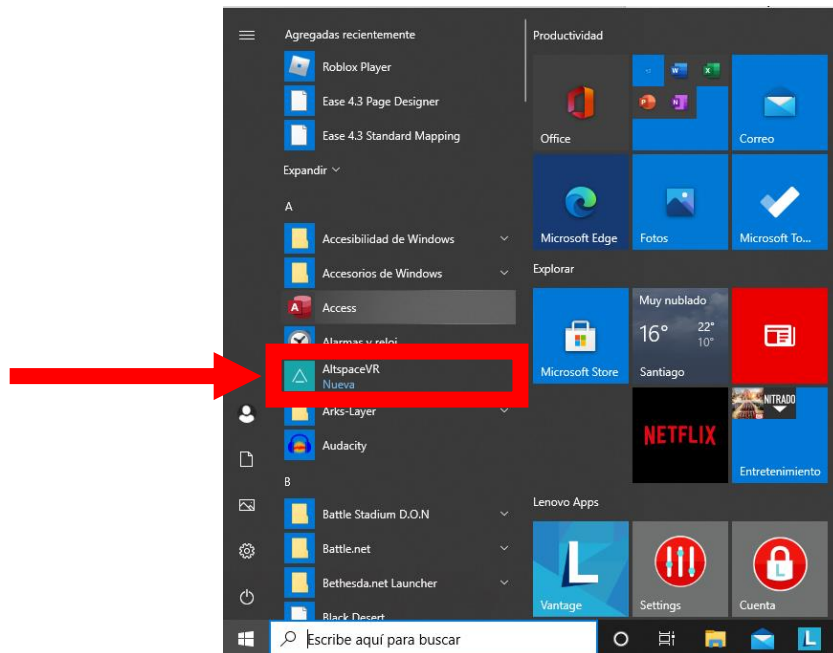 Agregadas recientemente
Roblox Player
Ease 4.3 Page Designer
Ease 4.3 Standard Mapping
Expandir
A
Accesibilidad de Windows
Accesorios de Windows
Access
Alarmas y reloj
AltspaceVR
Nueva
Arks-Layer
Audacity
B
Battle Stadium D.O.N
Battle.net
Bethesda.net Launcher
Black Desert
Escribe aquí para buscar
Productividad
Office
Correo
Microsoft Edge
Fotos
Microsoft To...
Explorar
Microsoft Store
Muy nublado
16°
22°
10°
Santiago
NETFLIX
NITRADO
Entretenimiento
Lenovo Apps
L
Vantage
Settings
L
Cuenta
L